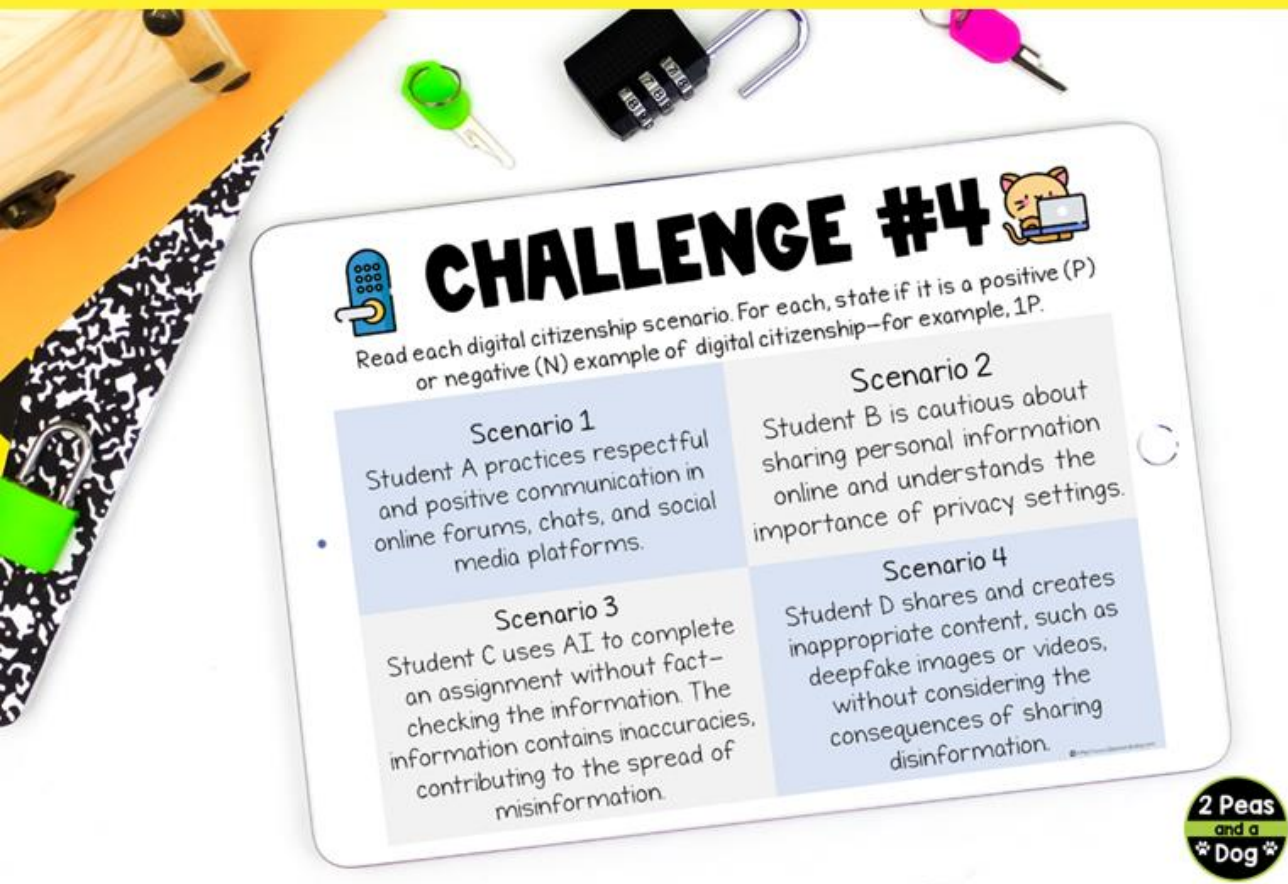 CHALLENGE #4
Read each digital citizenship scenario. For each, state if it is a positive (P)
or negative (N) example of digital citizenship—for example, 1P.
Scenario 1
Student A practices respectful
and positive communication in
online forums, chats, and social
media platforms.
Scenario 2
Student B is cautious about
sharing personal information
online and understands the
importance of privacy settings.
Scenario 3
Student C uses AI to complete
an assignment without fact-
checking the information. The
information contains inaccuracies,
contributing to the spread of
misinformation.
Scenario 4
Student D shares and creates
inappropriate content, such as
deepfake images or videos,
without considering the
consequences of sharing
disinformation.
2 Peas
and a
Dog